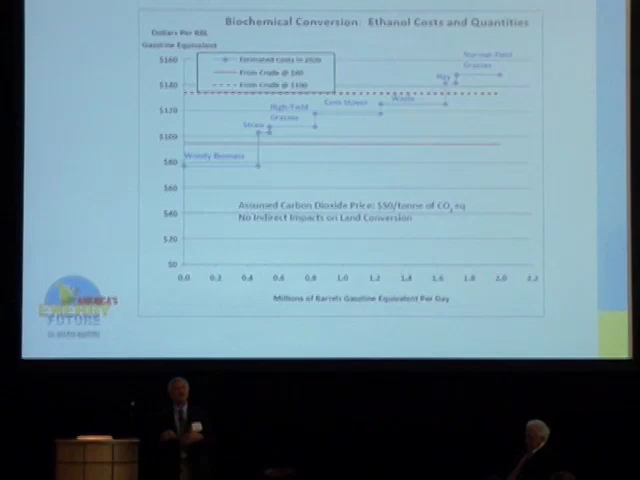 Biochemical Conversion: Ethanol Costs and Quantities
Dollars Per BBL
Gasoline Equivalent
Estimated Costs in 2020
From Crude @ $60
From Crude @ $100
$160
$140
$120
$100
$80
$60
$40
$20
$0
Woody Biomass
Straw
High-Yield
Grasses
Corn Stover
Waste
Hay
Normal-Yield
Grasses
Assumed Carbon Dioxide Price: $50/tonne of CO2 eq
No Indirect Impacts on Land Conversion
0.0 0.2 0.4 0.6 0.8 1.0 1.2 1.4 1.6 1.8 2.0 2.2
Millions of Barrels Gasoline Equivalent Per Day
AMERICA'S
ENERGY
FUTURE